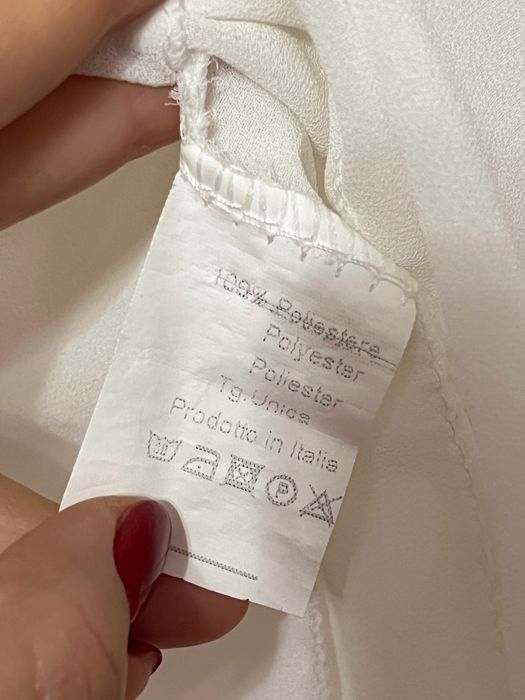 100% Poliestere
Polyester
Poliester
Tg.Unica
Prodotto in Italia
P